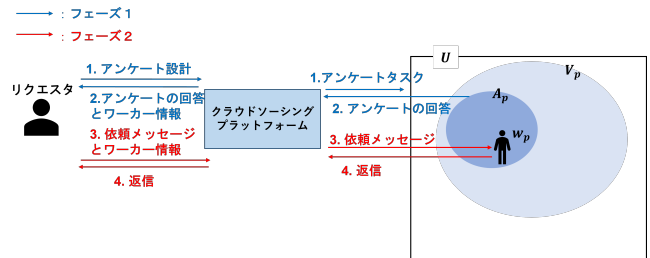 ：フェーズ１
：フェーズ２
リクエスタ
1. アンケート設計
2.アンケートの回答
とワーカー情報
3. 依頼メッセージ
とワーカー情報
4. 返信
クラウドソーシング
プラットフォーム
1.アンケートタスク
2. アンケートの回答
3. 依頼メッセージ
4. 返信
U
Vp
Ap
wp